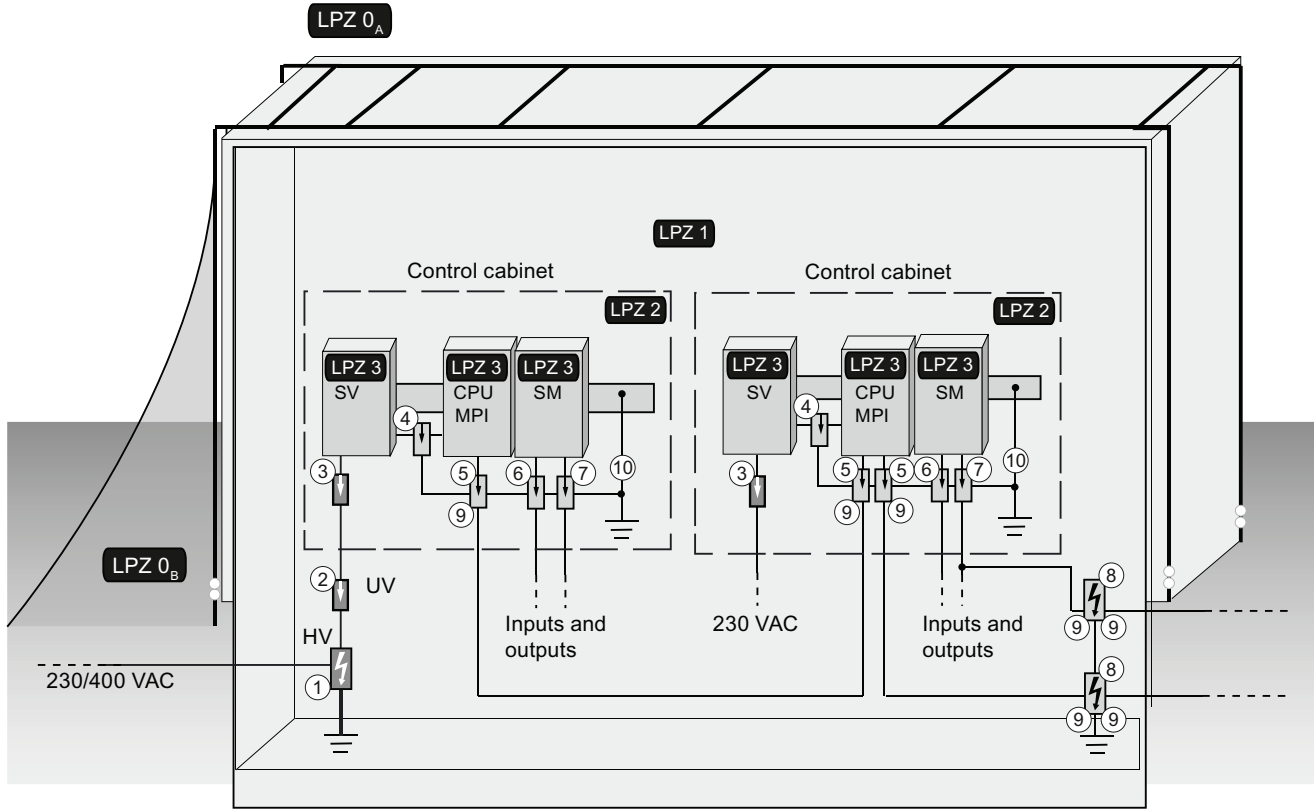 LPZ 0A
LPZ 1
Control cabinet
Control cabinet
LPZ 2
LPZ 2
LPZ 3
SV
LPZ 3
CPU
MPI
LPZ 3
SM
LPZ 3
SV
LPZ 3
CPU
MPI
LPZ 3
SM
4
4
3
5
6
7
10
3
5
5
6
7
10
9
9
9
LPZ 0B
2
UV
8
Inputs and
outputs
230 VAC
Inputs and
outputs
9
9
HV
230/400 VAC
1
8
9
9